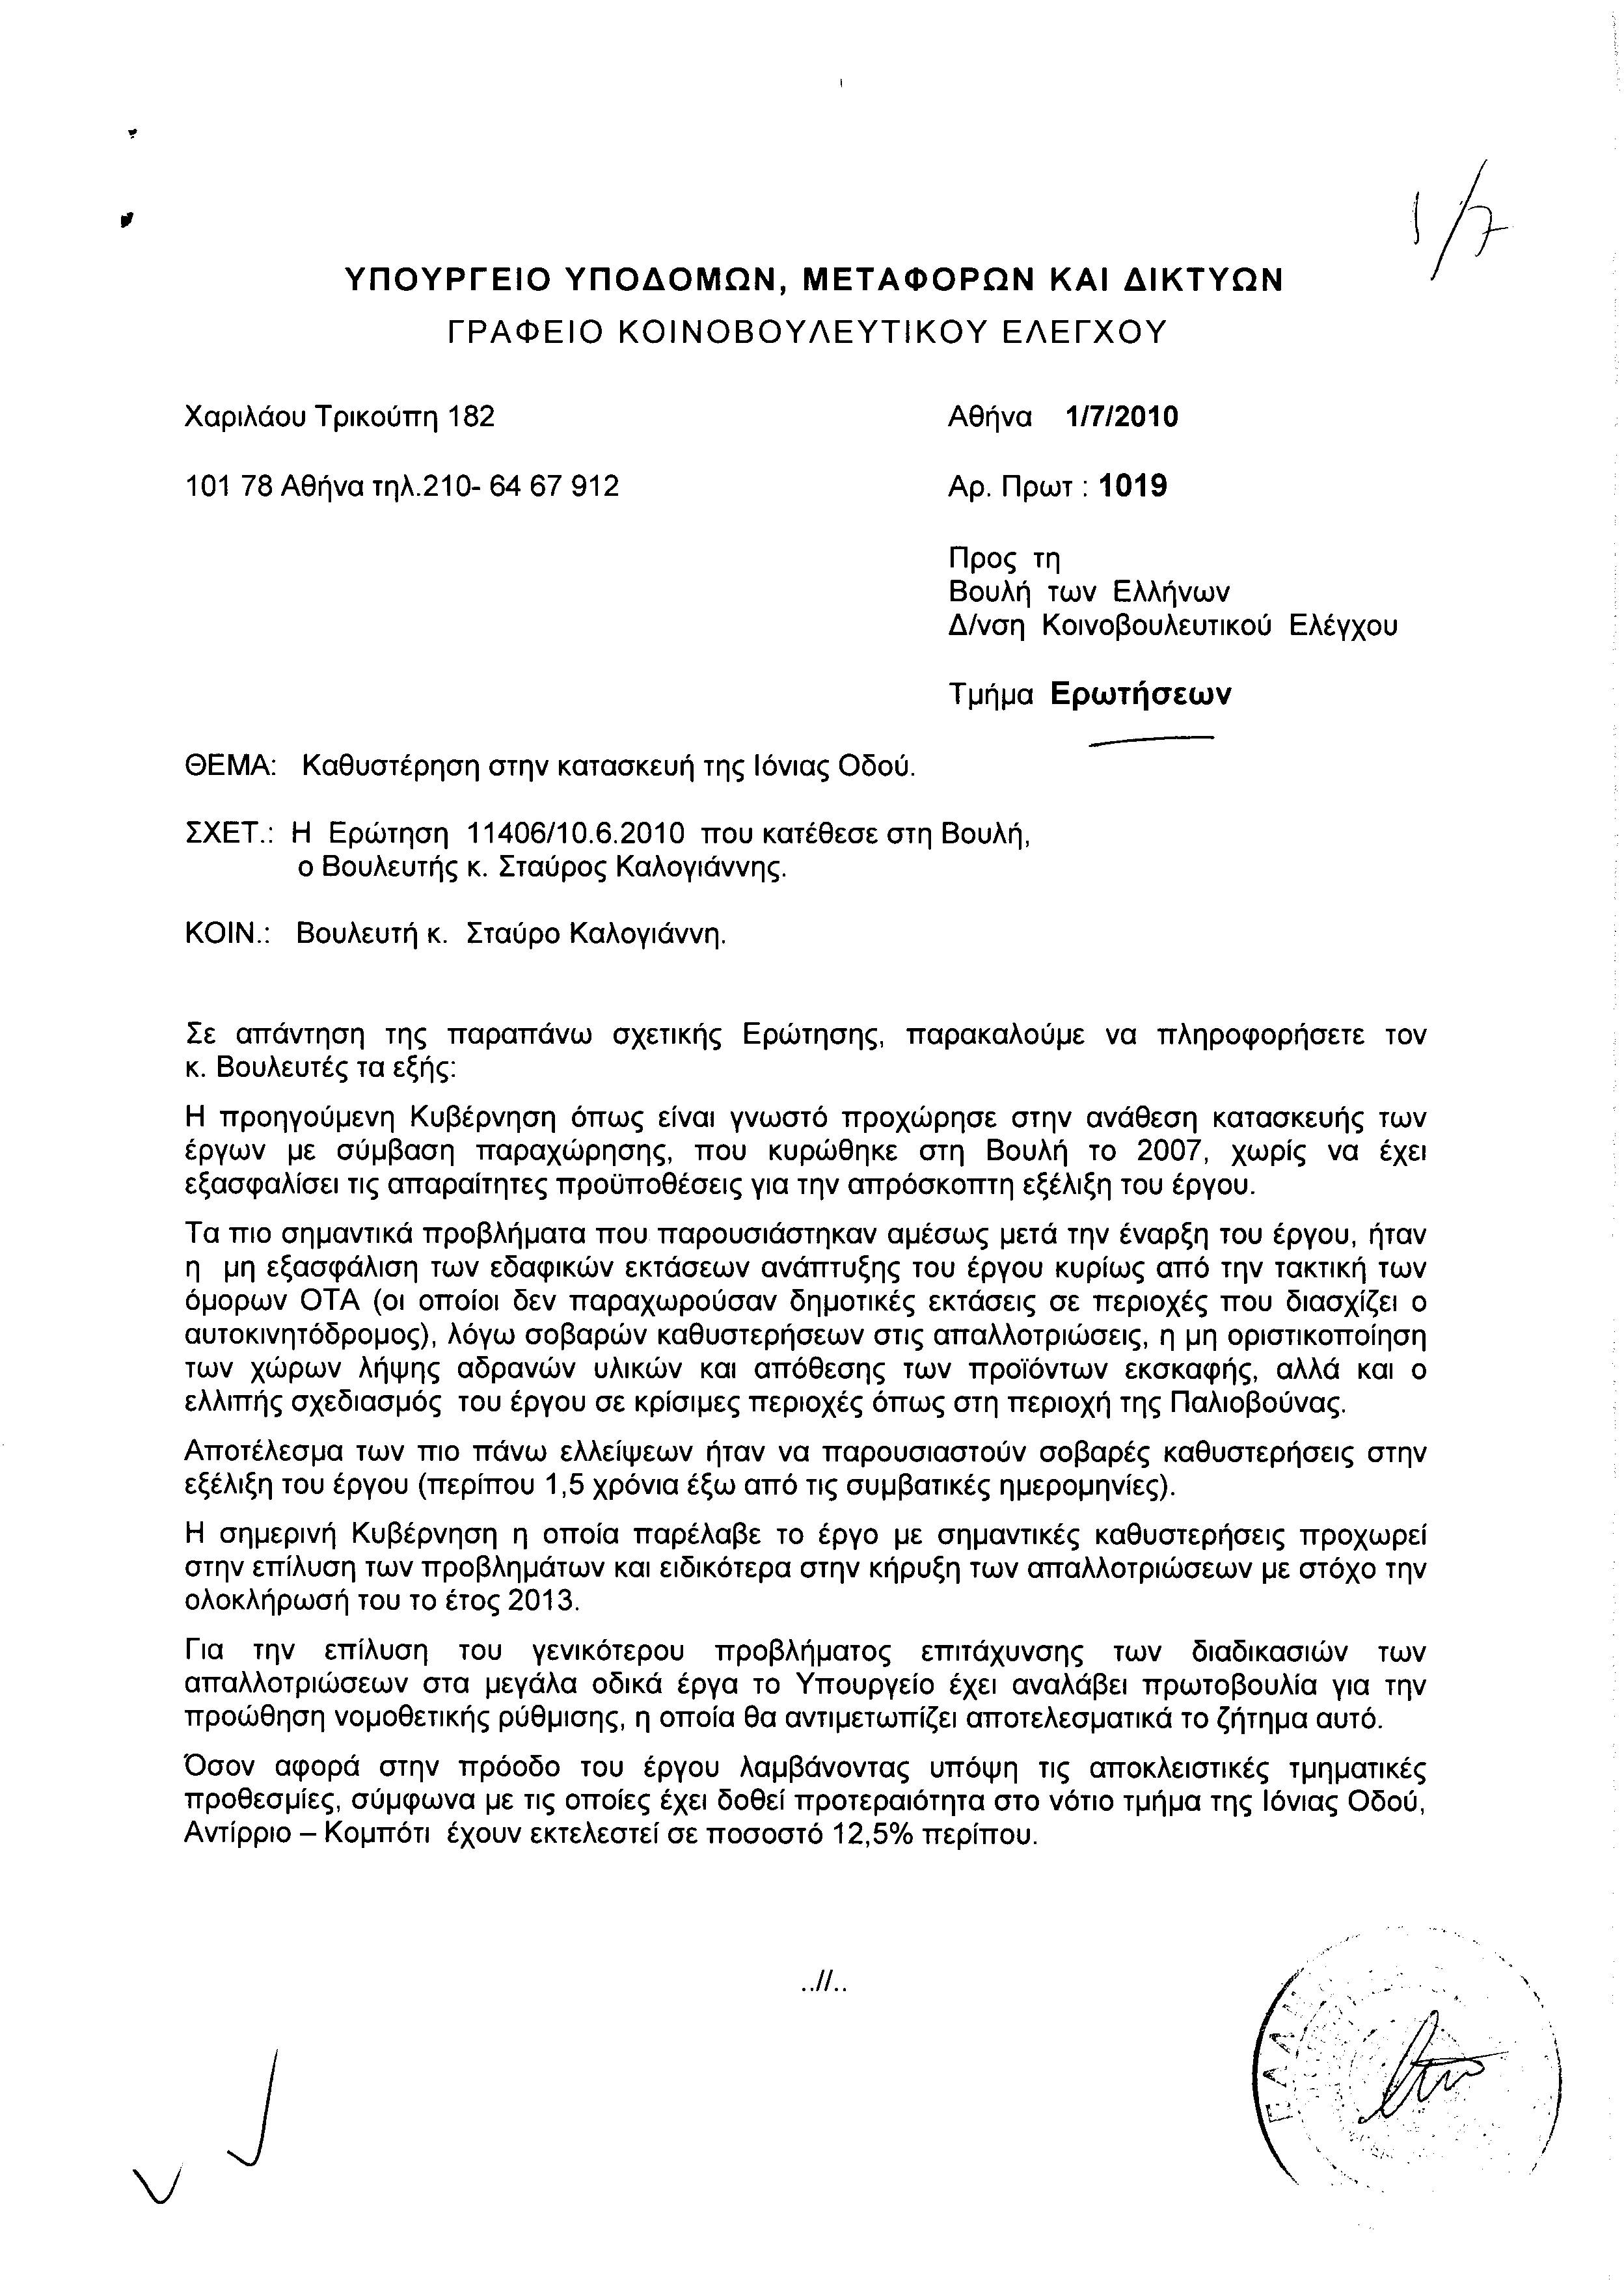 1/7
ΥΠΟΥΡΓΕΙΟ ΥΠΟΔΟΜΩΝ, ΜΕΤΑΦΟΡΩΝ ΚΑΙ ΔΙΚΤΥΩΝ
ΓΡΑΦΕΙΟ ΚΟΙΝΟΒΟΥΛΕΥΤΙΚΟΥ ΕΛΕΓΧΟΥ
Χαριλάου Τρικούπη 182
Αθήνα 1/7/2010
101 78 Αθήνα τηλ.210- 64 67 912
Αρ. Πρωτ : 1019
Προς τη
Βουλή των Ελλήνων
Δ/νση Κοινοβουλευτικού Ελέγχου
Τμήμα Ερωτήσεων
ΘΕΜΑ: Καθυστέρηση στην κατασκευή της Ιόνιας Οδού.
ΣΧΕΤ.: Η Ερώτηση 11406/10.6.2010 που κατέθεσε στη Βουλή,
ο Βουλευτής κ. Σταύρος Καλογιάννης.
ΚΟΙΝ.: Βουλευτή κ. Σταύρο Καλογιάννη.
Σε απάντηση της παραπάνω σχετικής Ερώτησης, παρακαλούμε να πληροφορήσετε τον
κ. Βουλευτές τα εξής:
Η προηγούμενη Κυβέρνηση όπως είναι γνωστό προχώρησε στην ανάθεση κατασκευής των
έργων με σύμβαση παραχώρησης, που κυρώθηκε στη Βουλή το 2007, χωρίς να έχει
εξασφαλίσει τις απαραίτητες προϋποθέσεις για την απρόσκοπτη εξέλιξη του έργου.
Τα πιο σημαντικά προβλήματα που παρουσιάστηκαν αμέσως μετά την έναρξη του έργου, ήταν
η μη εξασφάλιση των εδαφικών εκτάσεων ανάπτυξης του έργου κυρίως από την τακτική των
όμορων ΟΤΑ (οι οποίοι δεν παραχωρούσαν δημοτικές εκτάσεις σε περιοχές που διασχίζει ο
αυτοκινητόδρομος), λόγω σοβαρών καθυστερήσεων στις απαλλοτριώσεις, η μη οριστικοποίηση
των χώρων λήψης αδρανών υλικών και απόθεσης των προϊόντων εκσκαφής, αλλά και ο
ελλιπής σχεδιασμός του έργου σε κρίσιμες περιοχές όπως στη περιοχή της Παλιοβούνας.
Αποτέλεσμα των πιο πάνω ελλείψεων ήταν να παρουσιαστούν σοβαρές καθυστερήσεις στην
εξέλιξη του έργου (περίπου 1,5 χρόνια έξω από τις συμβατικές ημερομηνίες).
Η σημερινή Κυβέρνηση η οποία παρέλαβε το έργο με σημαντικές καθυστερήσεις προχωρεί
στην επίλυση των προβλημάτων και ειδικότερα στην κήρυξη των απαλλοτριώσεων με στόχο την
ολοκλήρωσή του το έτος 2013.
Για την επίλυση του γενικότερου προβλήματος επιτάχυνσης των διαδικασιών των
απαλλοτριώσεων στα μεγάλα οδικά έργα το Υπουργείο έχει αναλάβει πρωτοβουλία για την
προώθηση νομοθετικής ρύθμισης, η οποία θα αντιμετωπίζει αποτελεσματικά το ζήτημα αυτό.
Όσον αφορά στην πρόοδο του έργου λαμβάνοντας υπόψη τις αποκλειστικές τμηματικές
προθεσμίες, σύμφωνα με τις οποίες έχει δοθεί προτεραιότητα στο νότιο τμήμα της Ιόνιας Οδού,
Αντίρριο – Κομπότι έχουν εκτελεστεί σε ποσοστό 12,5% περίπου.
..//..